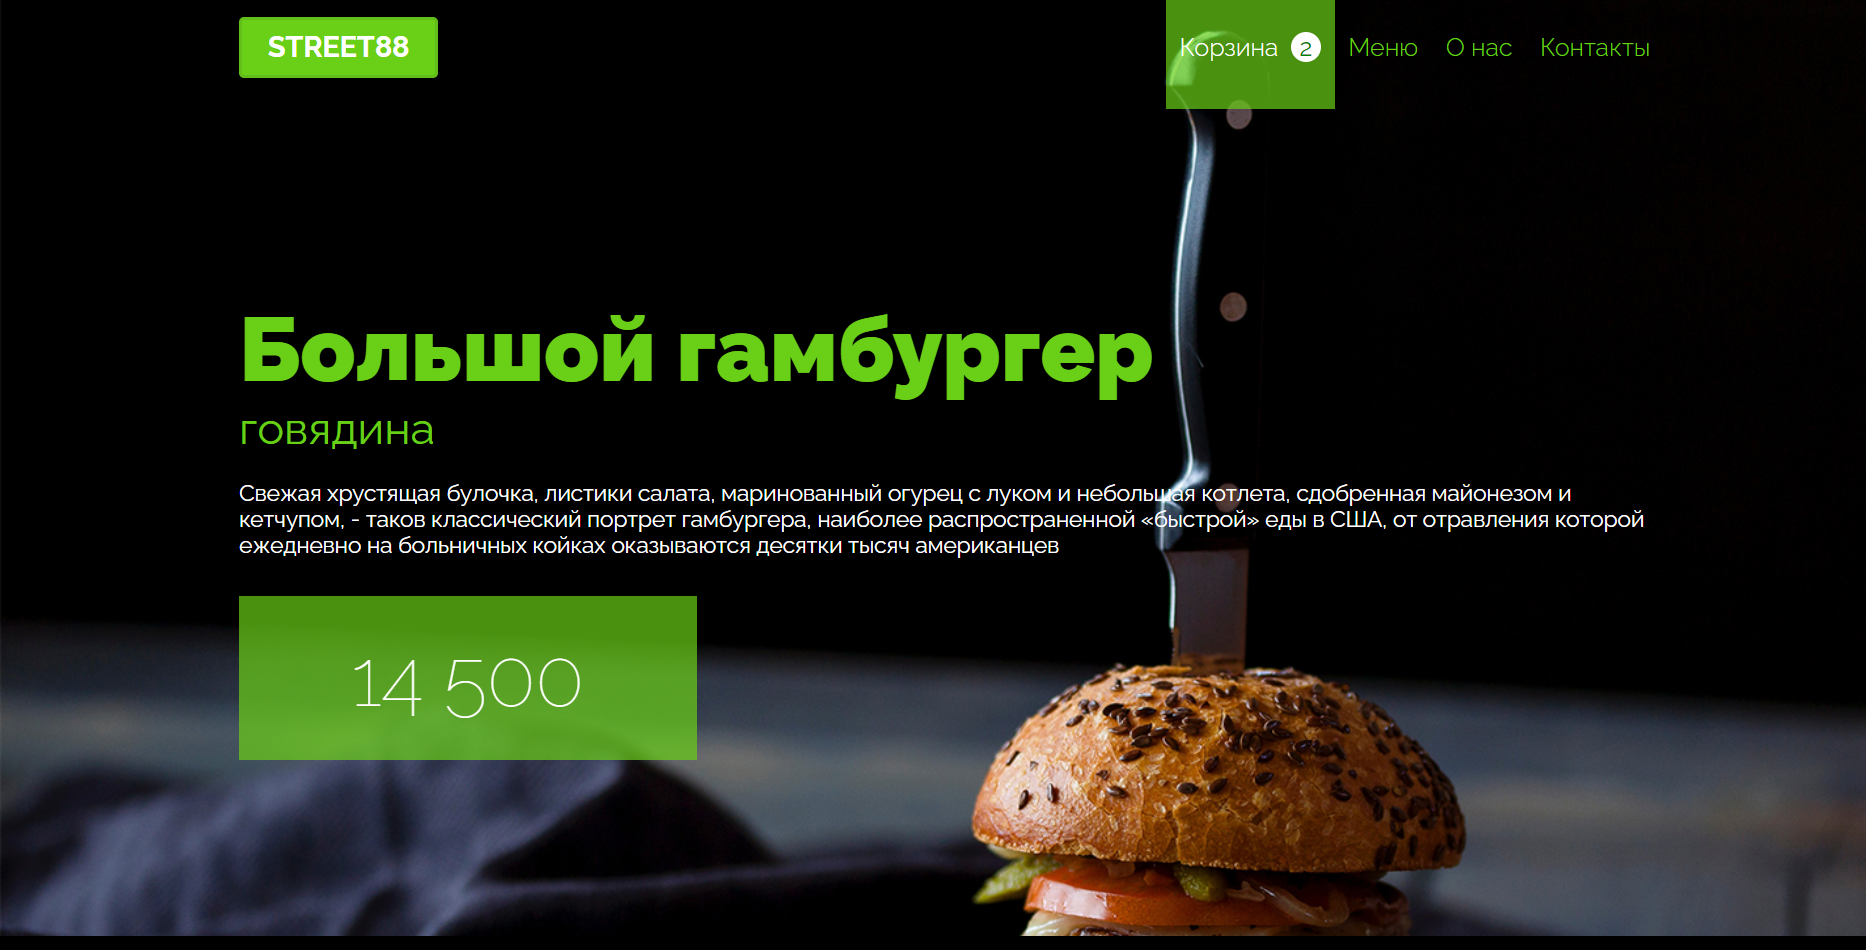 STREET88
Корзина 2 Меню О нас Контакты
Большой гамбургер
говядина
Свежая хрустящая булочка, листики салата, маринованный огурец с луком и небольшая котлета, сдобренная майонезом и
кетчупом, - таков классический портрет гамбургера, наиболее распространенной «быстрой» еды в США, от отравления которой
ежедневно на больничных койках оказываются десятки тысяч американцев
14 500